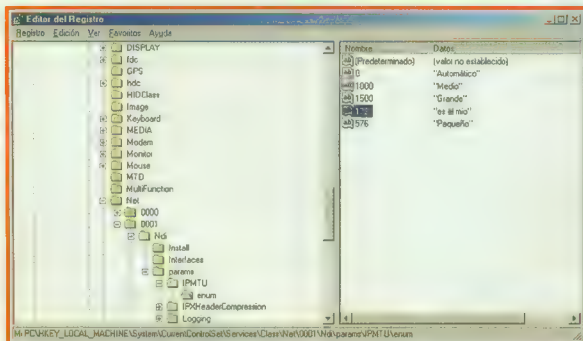 Editor del Registro
Registro Edición Ver Favoritos Ayuda
DISPLAY
fdc
GPS
hdc
HIDClass
Image
Keyboard
MEDIA
Modem
Monitor
Mouse
MTD
MultiFunction
Net
0000
0001
Ndi
Install
Interfaces
params
IPMTU
enum
IPXHeaderCompression
Logging
Nombre Datos
(Predeterminado) (valor no establecido)
0 "Automático"
1000 "Medio"
1500 "Grande"
"es el mio"
576 "Pequeño"
Mi PC\HKEY_LOCAL_MACHINE\System\CurrentControlSet\Services\Class\Net\0001\Ndi\params\IPMTU\enum